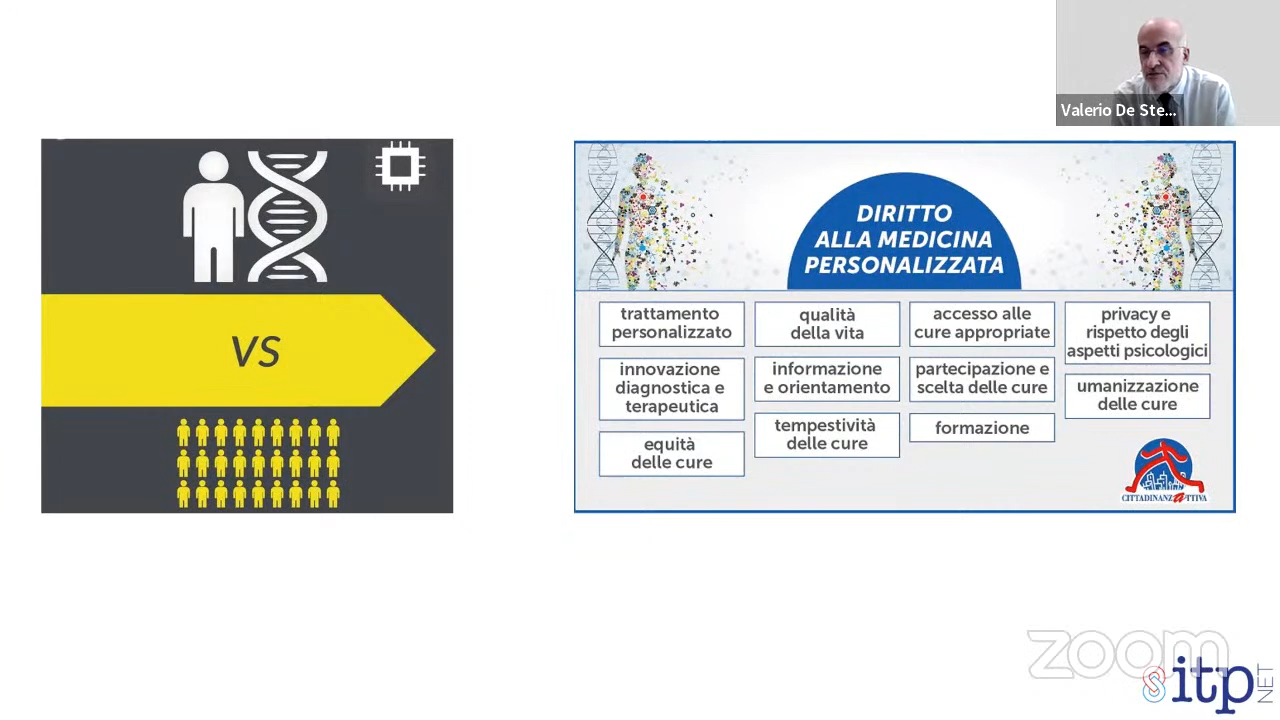 Valerio De Ste...
VS
DIRITTO
ALLA MEDICINA
PERSONALIZZATA
trattamento
personalizzato
innovazione
diagnostica e
terapeutica
equità
delle cure
qualità
della vita
informazione
e orientamento
tempestività
delle cure
accesso alle
cure appropriate
partecipazione e
scelta delle cure
formazione
privacy e
rispetto degli
aspetti psicologici
umanizzazione
delle cure
CITTADINANZATTIVA
zoom
sitp
NET